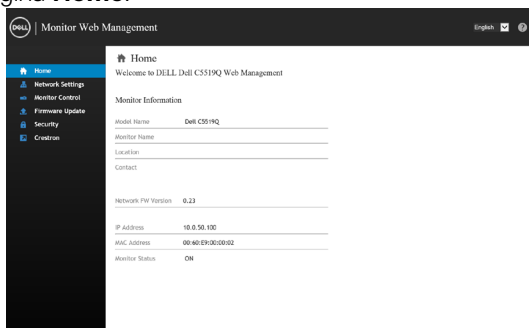 DELL | Monitor Web Management
English
?
Home
Network Settings
Monitor Control
Firmware Update
Security
Crestron
Home
Welcome to DELL Dell C5519Q Web Management
Monitor Information
Model Name Dell C5519Q
Monitor Name
Location
Contact
Network FW Version 0.23
IP Address 10.0.50.100
MAC Address 00:60:E9:00:00:02
Monitor Status ON